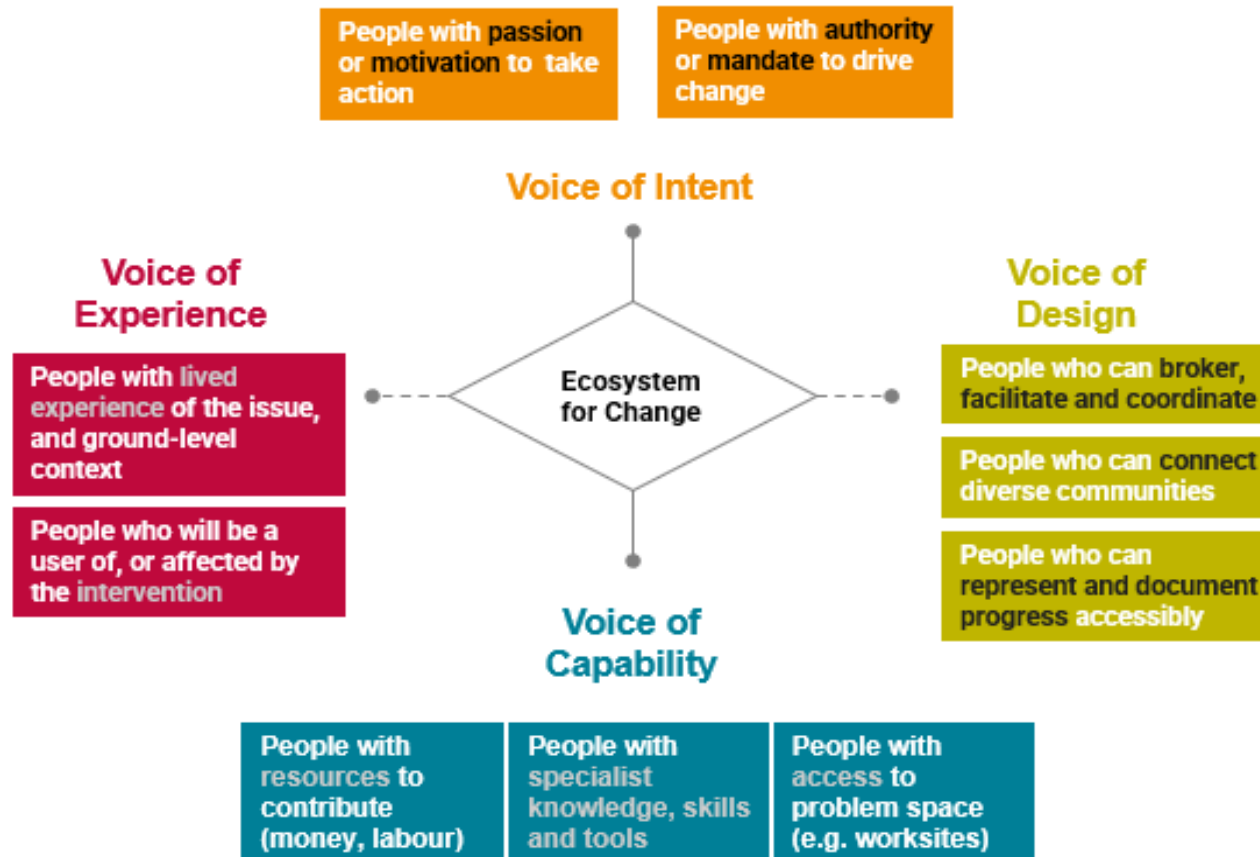 People with passion
or motivation to take
action
People with authority
or mandate to drive
change
Voice of Intent
Voice of
Experience
People with lived
experience of the issue,
and ground-level
context
People who will be a
user of, or affected by
the intervention
Ecosystem
for Change
Voice of
Design
People who can broker,
facilitate and coordinate
People who can connect
diverse communities
People who can
represent and document
progress accessibly
Voice of
Capability
People with
resources to
contribute
(money, labour)
People with
specialist
knowledge, skills
and tools
People with
access to
problem space
(e.g. worksites)